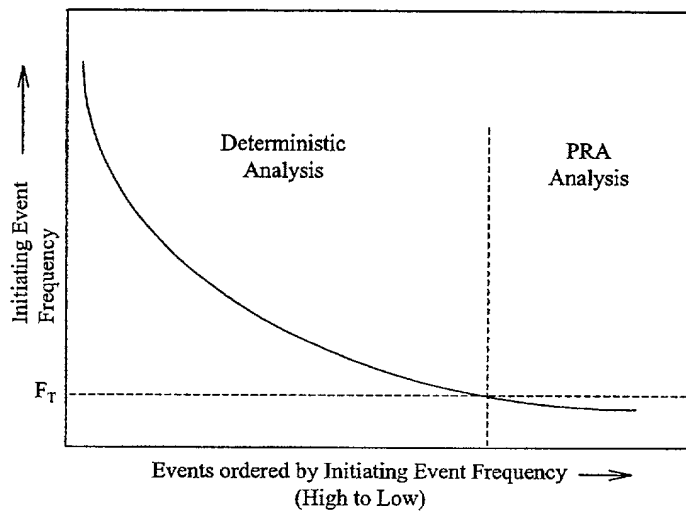 Deterministic
Analysis
PRA
Analysis
Initiating Event
Frequency
F_T
Events ordered by Initiating Event Frequency
(High to Low)